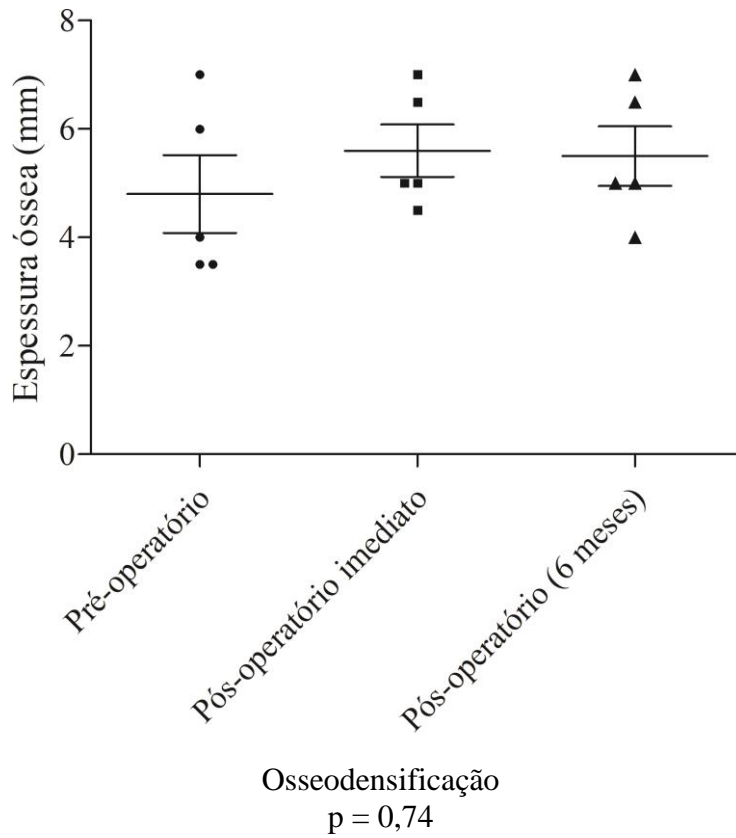 Espessura óssea (mm)
8
6
4
2
0
Pré-operatório
Pós-operatório imediato
Pós-operatório (6 meses)
Osseodensificação
p = 0,74